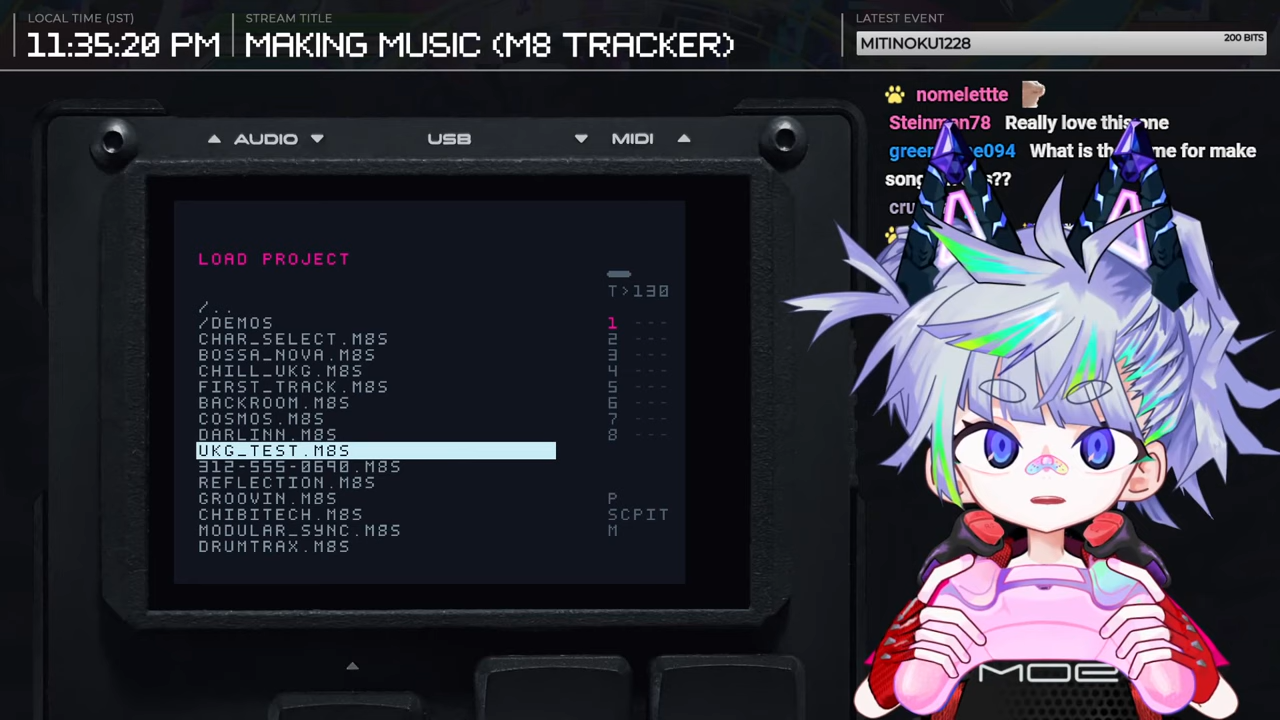 LOCAL TIME (JST)
11:35:20 PM
STREAM TITLE
MAKING MUSIC (M8 TRACKER)
LATEST EVENT
MITINOKU1228
200 BITS
nomelettte
Steinman78 Really love this one
What is the for make
AUDIO
USB
MIDI
LOAD PROJECT
/..
/DEMOS
CHAR_SELECT.M8S
BOSSA_NOVA.M8S
CHILL_UKG.M8S
FIRST_TRACK.M8S
BACKROOM.M8S
COSMOS.M8S
DARLINN.M8S
UKG_TEST.M8S
312-555-0690.M8S
REFLECTION.M8S
GROOVIN.M8S
CHIBITECH.M8S
MODULAR_SYNC.M8S
DRUMTRAX.M8S
T>130
1 ---
2 ---
3 ---
4 ---
5 ---
6 ---
7 ---
8 ---
P
SCPIT
M
MOE